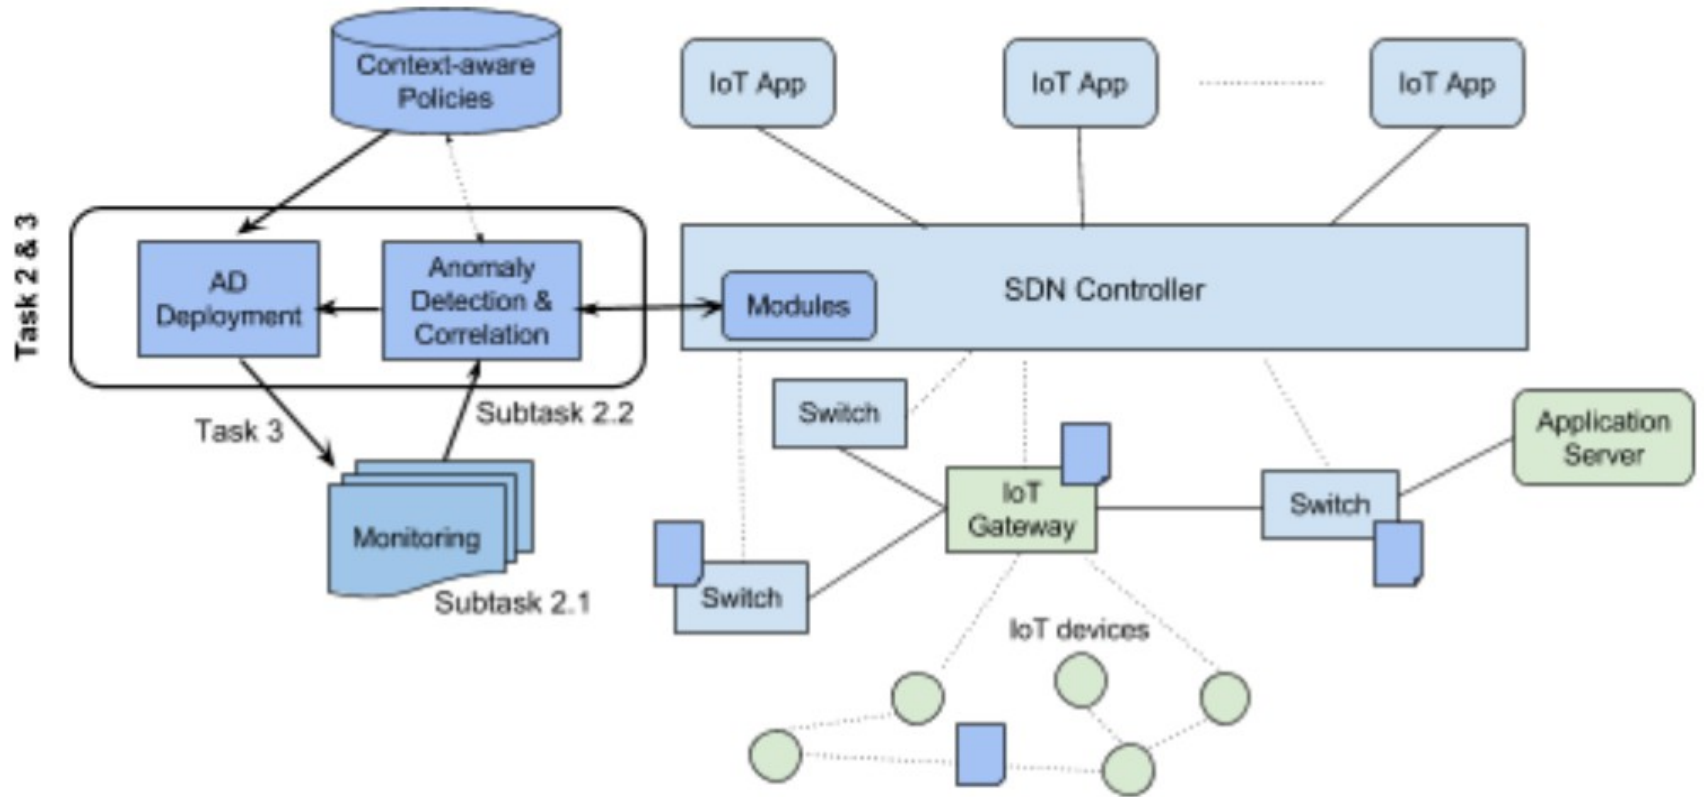 Context-aware
Policies
IoT App
IoT App
IoT App
Task 2 & 3
AD
Deployment
Anomaly
Detection &
Correlation
Modules
SDN Controller
Task 3
Subtask 2.2
Monitoring
Subtask 2.1
Switch
IoT
Gateway
Switch
Application
Server
Switch
IoT devices